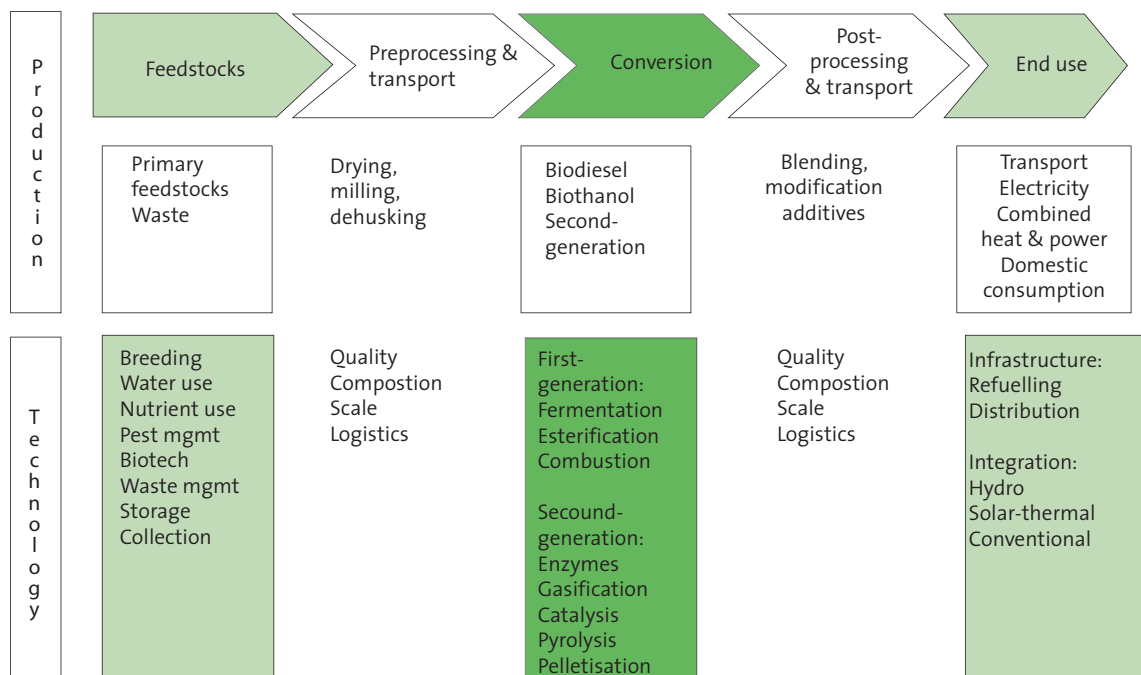 Production
Feedstocks
Preprocessing &
transport
Conversion
Post-
processing
& transport
End use
Primary
feedstocks
Waste
Drying,
milling,
dehusking
Biodiesel
Biothanol
Second-
generation
Blending,
modification
additives
Transport
Electricity
Combined
heat & power
Domestic
consumption
Technology
Breeding
Water use
Nutrient use
Pest mgmt
Biotech
Waste mgmt
Storage
Collection
Quality
Compostion
Scale
Logistics
First-
generation:
Fermentation
Esterification
Combustion
Secound-
generation:
Enzymes
Gasification
Catalysis
Pyrolysis
Pelletisation
Quality
Compostion
Scale
Logistics
Infrastructure:
Refuelling
Distribution
Integration:
Hydro
Solar-thermal
Conventional